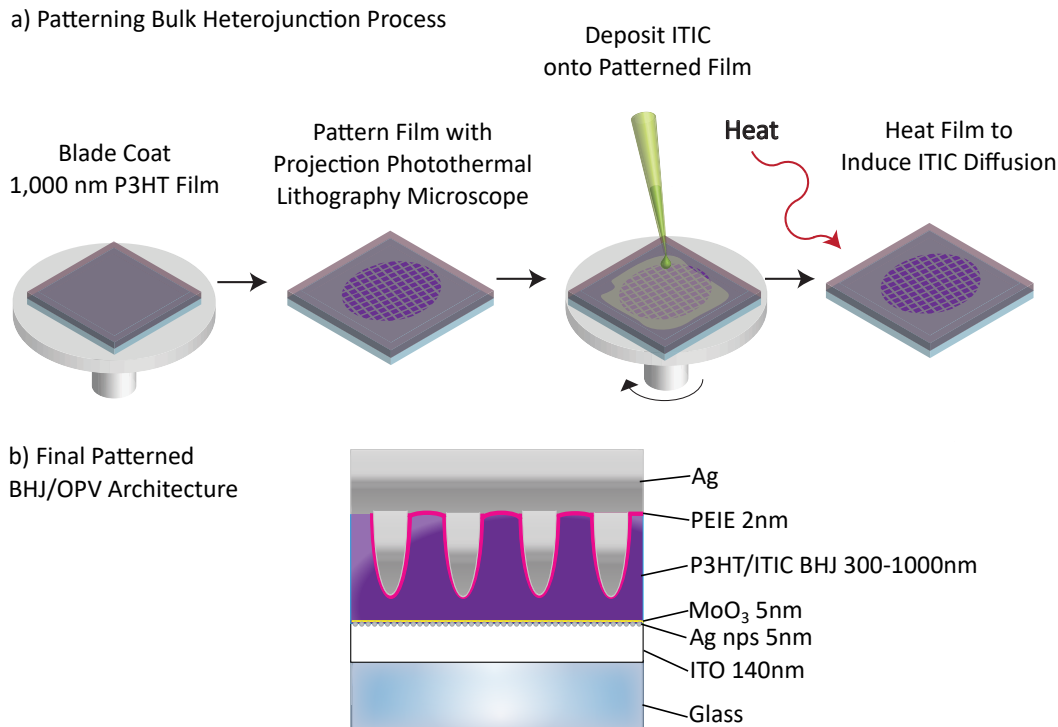 a) Patterning Bulk Heterojunction Process
Blade Coat
1,000 nm P3HT Film
Pattern Film with
Projection Photothermal
Lithography Microscope
Deposit ITIC
onto Patterned Film
Heat
Heat Film to
Induce ITIC Diffusion
b) Final Patterned
BHJ/OPV Architecture
Ag
PEIE 2nm
P3HT/ITIC BHJ 300-1000nm
MoO₃ 5nm
Ag nps 5nm
ITO 140nm
Glass